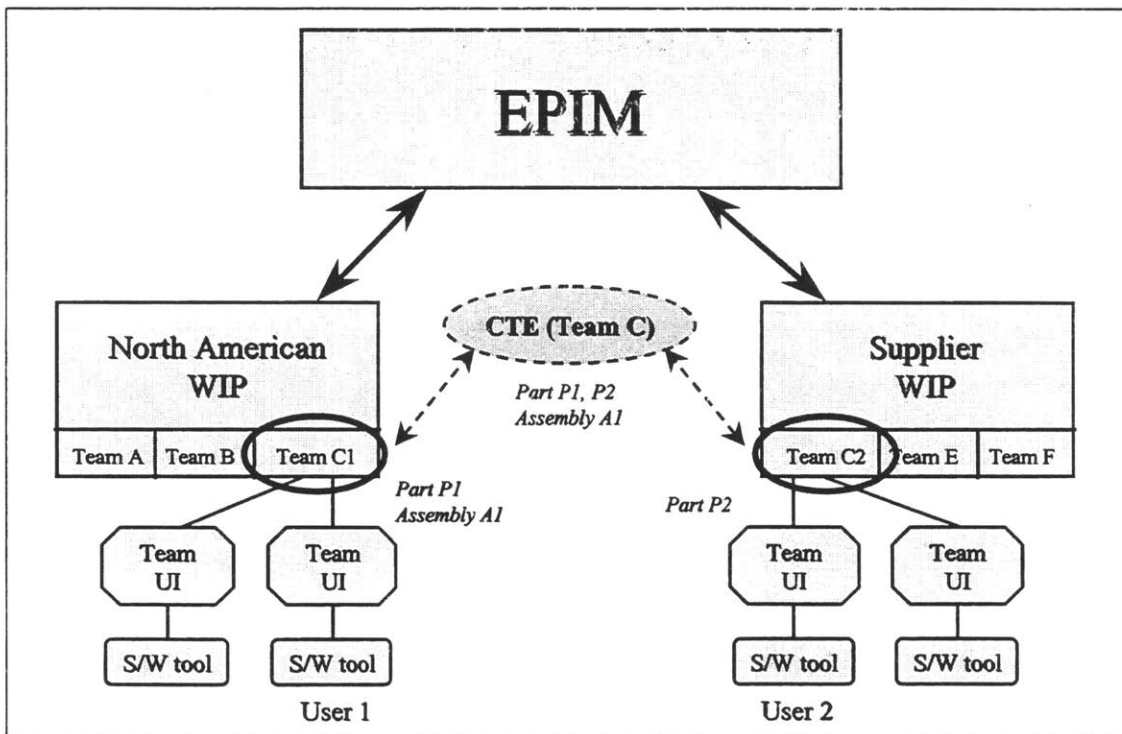 EPIM
CTE (Team C)
North American
WIP
Supplier
WIP
Part P1, P2
Assembly A1
Team A
Team B
Team C1
Team C2
Team E
Team F
Part P1
Assembly A1
Part P2
Team
UI
Team
UI
Team
UI
Team
UI
S/W tool
S/W tool
S/W tool
S/W tool
User 1
User 2